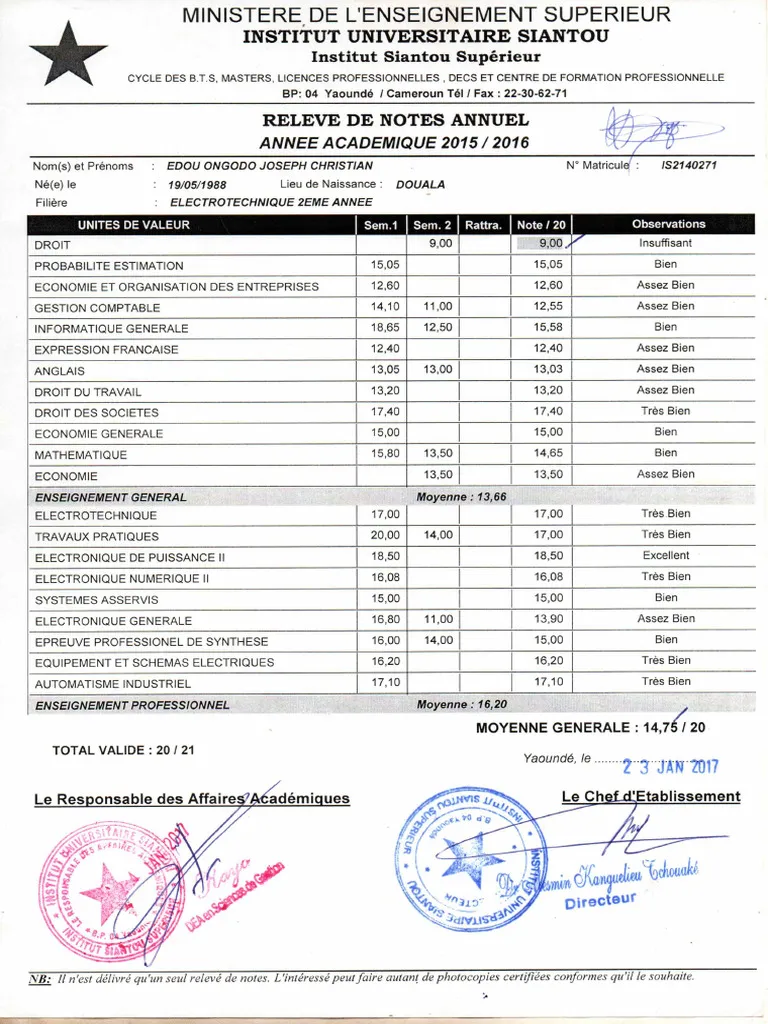 MINISTERE DE L'ENSEIGNEMENT SUPERIEUR
INSTITUT UNIVERSITAIRE SIANTOU
Institut Siantou Supérieur
CYCLE DES B.T.S, MASTERS, LICENCES PROFESSIONNELLES , DECS ET CENTRE DE FORMATION PROFESSIONNELLE
BP: 04 Yaoundé / Cameroun Tél / Fax : 22-30-62-71
RELEVE DE NOTES ANNUEL
ANNEE ACADEMIQUE 2015 / 2016
Nom(s) et Prénoms : EDOU ONGODO JOSEPH CHRISTIAN N° Matricule : IS2140271
Né(e) le : 19/05/1988 Lieu de Naissance : DOUALA
Filière : ELECTROTECHNIQUE 2EME ANNEE
UNITES DE VALEUR Sem.1 Sem. 2 Rattra. Note / 20 Observations
DROIT 9,00 9,00 Insuffisant
PROBABILITE ESTIMATION 15,05 15,05 Bien
ECONOMIE ET ORGANISATION DES ENTREPRISES 12,60 12,60 Assez Bien
GESTION COMPTABLE 14,10 11,00 12,55 Assez Bien
INFORMATIQUE GENERALE 18,65 12,50 15,58 Bien
EXPRESSION FRANCAISE 12,40 12,40 Assez Bien
ANGLAIS 13,05 13,00 13,03 Assez Bien
DROIT DU TRAVAIL 13,20 13,20 Assez Bien
DROIT DES SOCIETES 17,40 17,40 Très Bien
ECONOMIE GENERALE 15,00 15,00 Bien
MATHEMATIQUE 15,80 13,50 14,65 Bien
ECONOMIE 13,50 13,50 Assez Bien
ENSEIGNEMENT GENERAL Moyenne : 13,66
ELECTROTECHNIQUE 17,00 17,00 Très Bien
TRAVAUX PRATIQUES 20,00 14,00 17,00 Très Bien
ELECTRONIQUE DE PUISSANCE II 18,50 18,50 Excellent
ELECTRONIQUE NUMERIQUE II 16,08 16,08 Très Bien
SYSTEMES ASSERVIS 15,00 15,00 Bien
ELECTRONIQUE GENERALE 16,80 11,00 13,90 Assez Bien
EPREUVE PROFESSIONEL DE SYNTHESE 16,00 14,00 15,00 Bien
EQUIPEMENT ET SCHEMAS ELECTRIQUES 16,20 16,20 Très Bien
AUTOMATISME INDUSTRIEL 17,10 17,10 Très Bien
ENSEIGNEMENT PROFESSIONNEL Moyenne : 16,20
MOYENNE GENERALE : 14,75 / 20
TOTAL VALIDE : 20 / 21
Yaoundé, le 23 JAN 2017
Le Responsable des Affaires Académiques
Le Chef d'Etablissement
INSTITUT UNIVERSITAIRE
LE RESPONSABLE DES AFFAIRES
B.P. 04
INSTITUT SIANTOU SUPERIEUR
DEA en Sciences de Gestion
INSTITUT SIANTOU SUPERIEUR
B.P. 04 Yaoundé
INSTITUT UNIVERSITAIRE SIANTOU
Kanguelieu Tchouaké
Directeur
NB: Il n'est délivré qu'un seul relevé de notes. L'intéressé peut faire autant de photocopies certifiées conformes qu'il le souhaite.